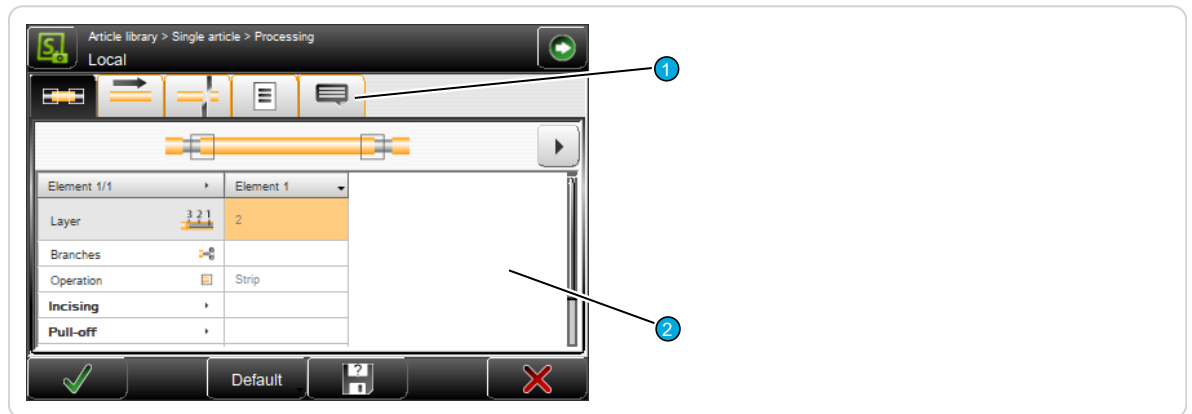 Article library > Single article > Processing
Local
1
Element 1/1 Element 1
Layer 3 2 1 2
Branches
Operation Strip
Incising
Pull-off
2
Default ?